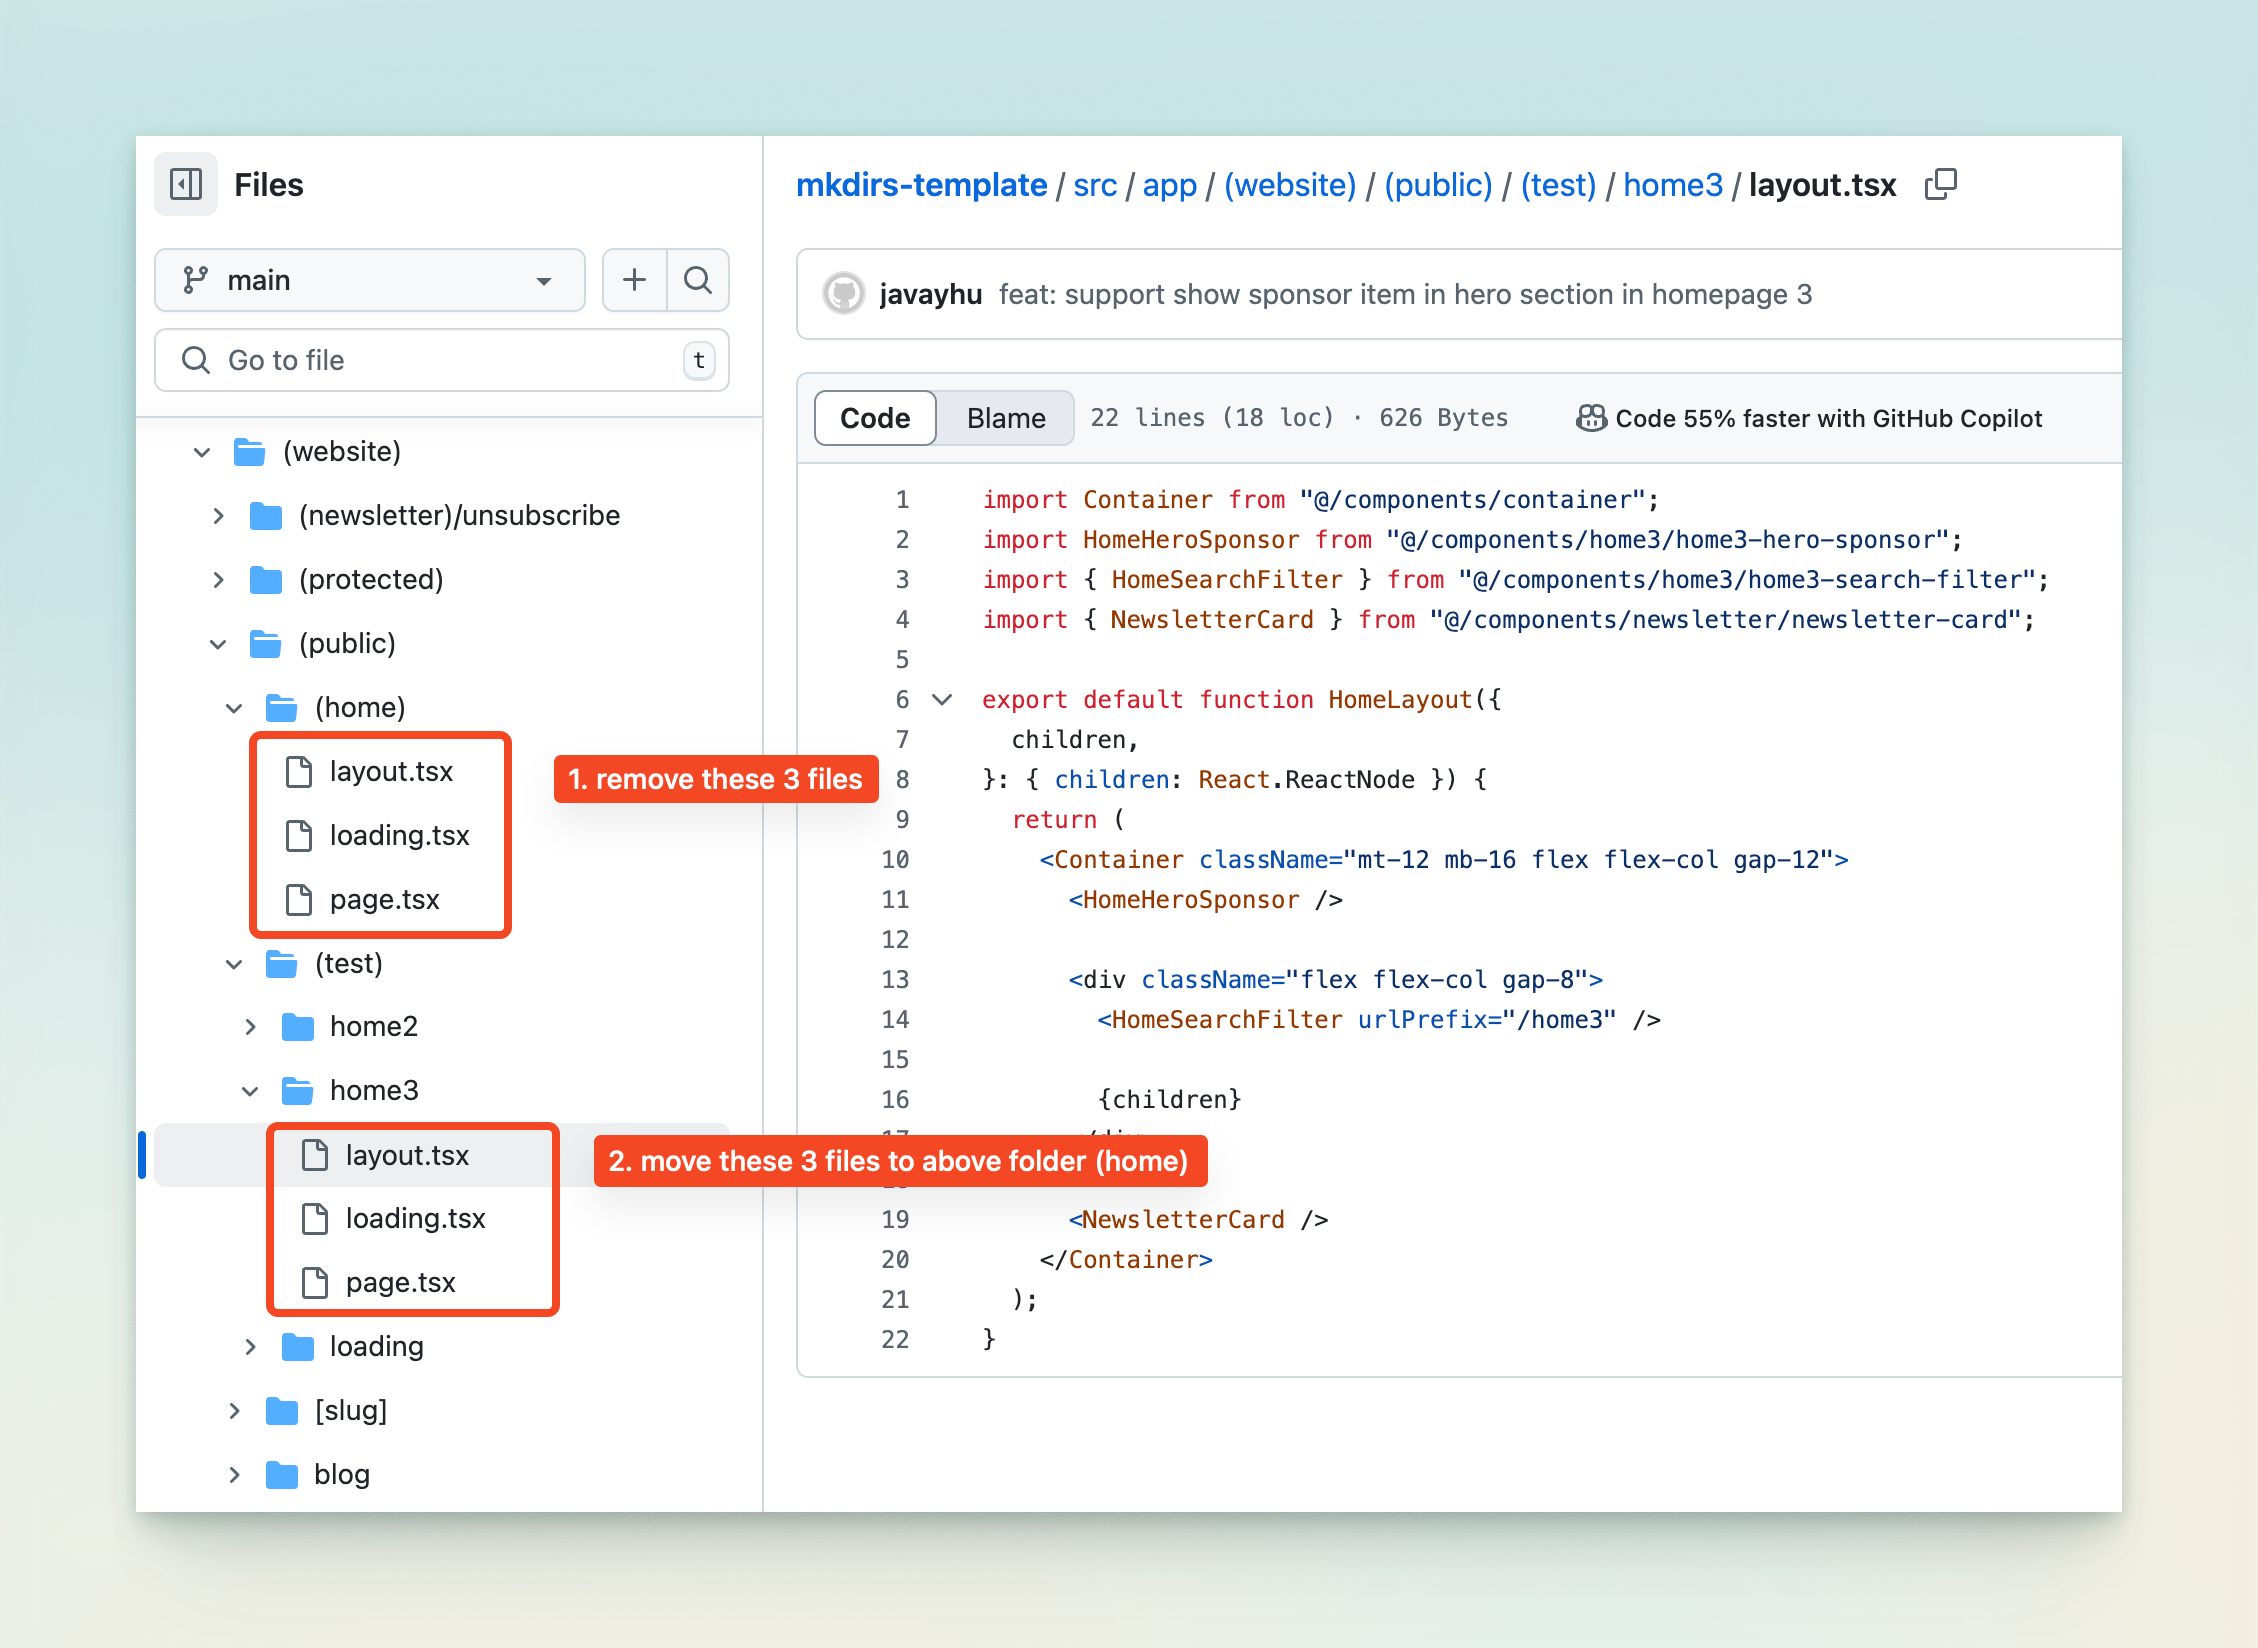 Files
main
Go to file
t
(website)
(newsletter)/unsubscribe
(protected)
(public)
(home)
layout.tsx
loading.tsx
page.tsx
1. remove these 3 files
(test)
home2
home3
layout.tsx
2. move these 3 files to above folder (home)
loading.tsx
page.tsx
loading
[slug]
blog
mkdirs-template / src / app / (website) / (public) / (test) / home3 / layout.tsx
javayhu feat: support show sponsor item in hero section in homepage 3
Code Blame 22 lines (18 loc) · 626 Bytes Code 55% faster with GitHub Copilot
1 import Container from "@/components/container";
2 import HomeHeroSponsor from "@/components/home3/home3-hero-sponsor";
3 import { HomeSearchFilter } from "@/components/home3/home3-search-filter";
4 import { NewsletterCard } from "@/components/newsletter/newsletter-card";
5
6 export default function HomeLayout({
7 children,
8 }: { children: React.ReactNode }) {
9 return (
10 <Container className="mt-12 mb-16 flex flex-col gap-12">
11 <HomeHeroSponsor />
12
13 <div className="flex flex-col gap-8">
14 <HomeSearchFilter urlPrefix="/home3" />
15
16 {children}
19 <NewsletterCard />
20 </Container>
21 );
22 }